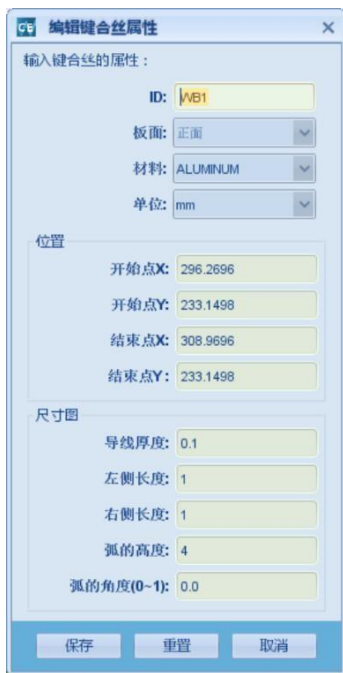 编辑键合丝属性
输入键合丝的属性：
ID: WB1
板面: 正面
材料: ALUMINUM
单位: mm
位置
开始点X: 296.2696
开始点Y: 233.1498
结束点X: 308.9696
结束点Y: 233.1498
尺寸图
导线厚度: 0.1
左侧长度: 1
右侧长度: 1
弧的高度: 4
弧的角度(0~1): 0.0
保存 重置 取消